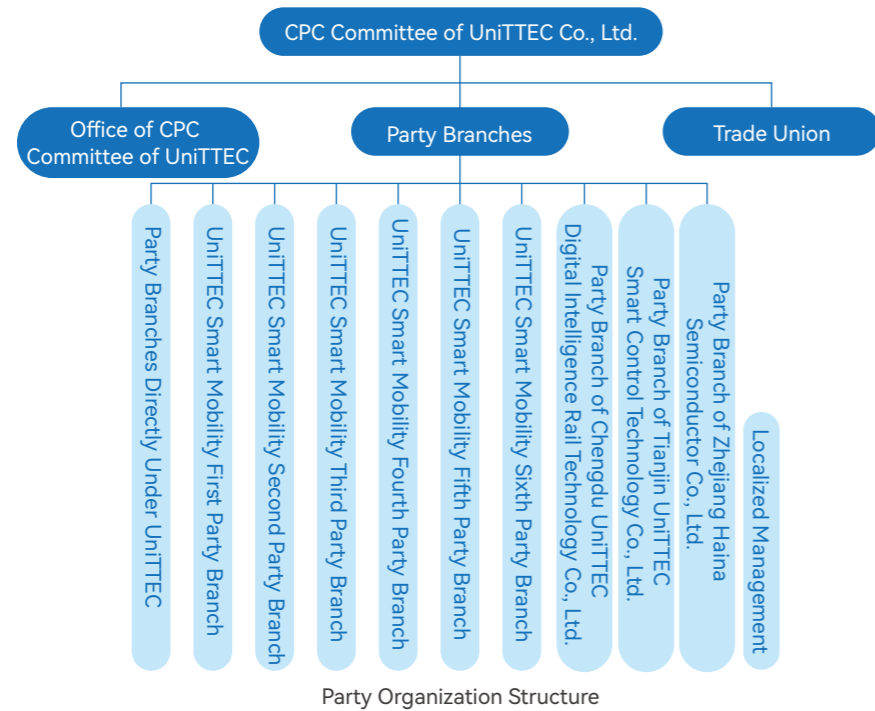 CPC Committee of UniTTEC Co., Ltd.
Office of CPC
Committee of UniTTEC
Party Branches
Trade Union
Party Branches Directly Under UniTTEC
UniTTEC Smart Mobility First Party Branch
UniTTEC Smart Mobility Second Party Branch
UniTTEC Smart Mobility Third Party Branch
UniTTEC Smart Mobility Fourth Party Branch
UniTTEC Smart Mobility Fifth Party Branch
UniTTEC Smart Mobility Sixth Party Branch
Party Branch of Chengdu UniTTEC
Digital Intelligence Rail Technology Co., Ltd.
Party Branch of Tianjin UniTTEC
Smart Control Technology Co., Ltd.
Party Branch of Zhejiang Haina
Semiconductor Co., Ltd.
Localized Management
Party Organization Structure